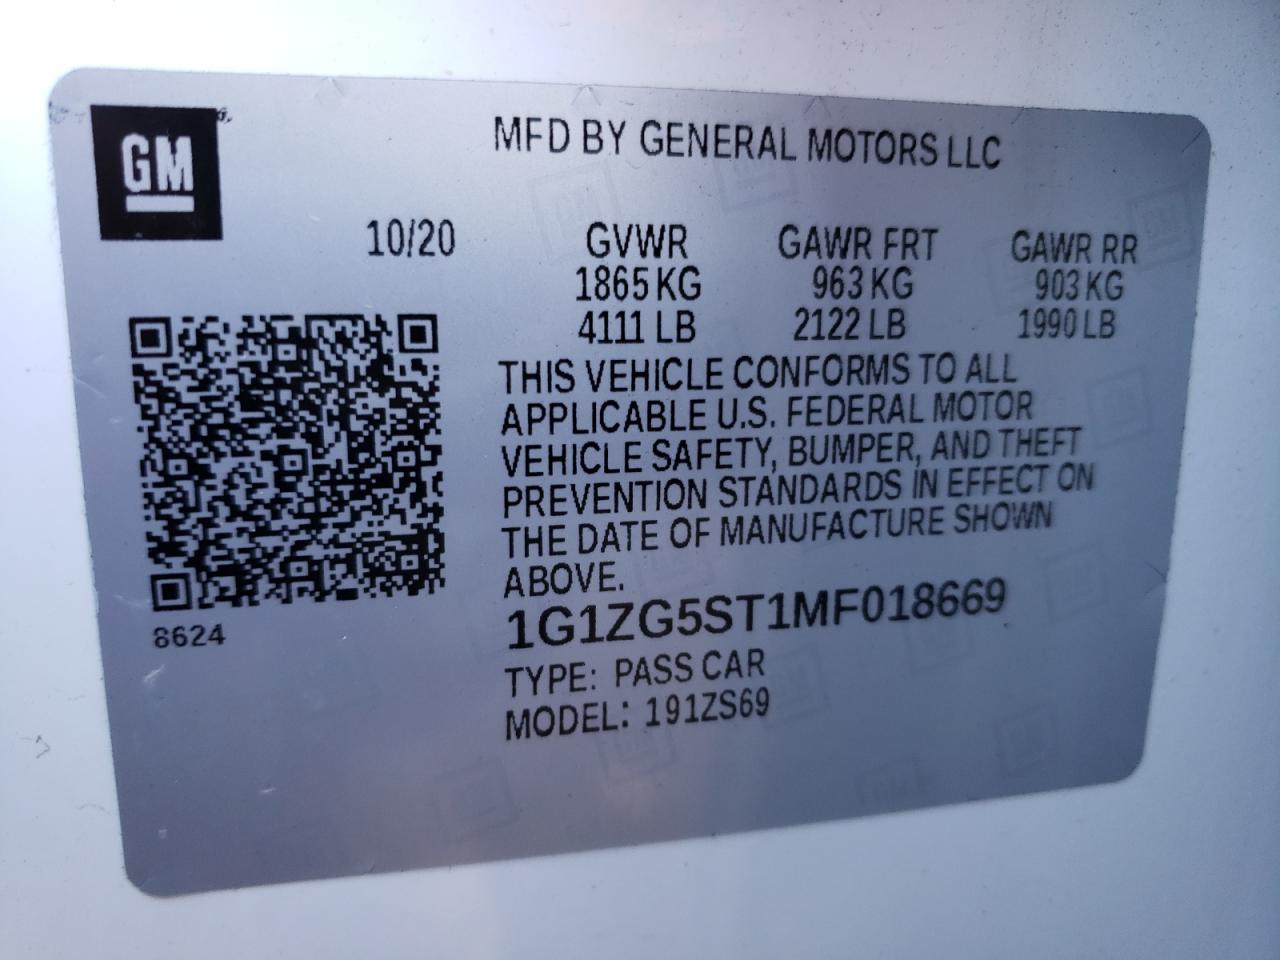 GM
MFD BY GENERAL MOTORS LLC
10/20 GVWR GAWR FRT GAWR RR
1865 KG 963 KG 903 KG
4111 LB 2122 LB 1990 LB
THIS VEHICLE CONFORMS TO ALL
APPLICABLE U.S. FEDERAL MOTOR
VEHICLE SAFETY, BUMPER, AND THEFT
PREVENTION STANDARDS IN EFFECT ON
THE DATE OF MANUFACTURE SHOWN
ABOVE.
1G1ZG5ST1MF018669
TYPE: PASS CAR
MODEL: 191ZS69
8624